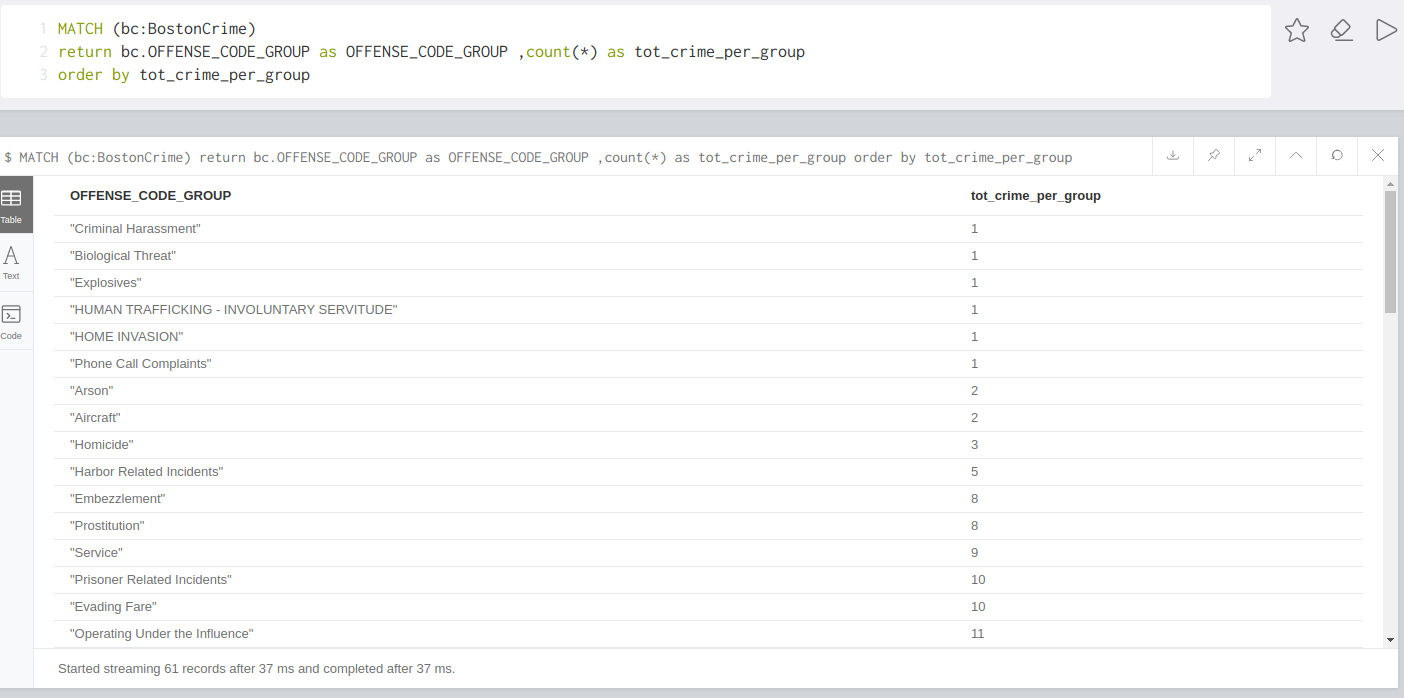 1 MATCH (bc:BostonCrime)
2 return bc.OFFENSE_CODE_GROUP as OFFENSE_CODE_GROUP ,count(*) as tot_crime_per_group
3 order by tot_crime_per_group
$ MATCH (bc:BostonCrime) return bc.OFFENSE_CODE_GROUP as OFFENSE_CODE_GROUP ,count(*) as tot_crime_per_group order by tot_crime_per_group
Table
Text
Code
OFFENSE_CODE_GROUP tot_crime_per_group
"Criminal Harassment" 1
"Biological Threat" 1
"Explosives" 1
"HUMAN TRAFFICKING - INVOLUNTARY SERVITUDE" 1
"HOME INVASION" 1
"Phone Call Complaints" 1
"Arson" 2
"Aircraft" 2
"Homicide" 3
"Harbor Related Incidents" 5
"Embezzlement" 8
"Prostitution" 8
"Service" 9
"Prisoner Related Incidents" 10
"Evading Fare" 10
"Operating Under the Influence" 11
Started streaming 61 records after 37 ms and completed after 37 ms.